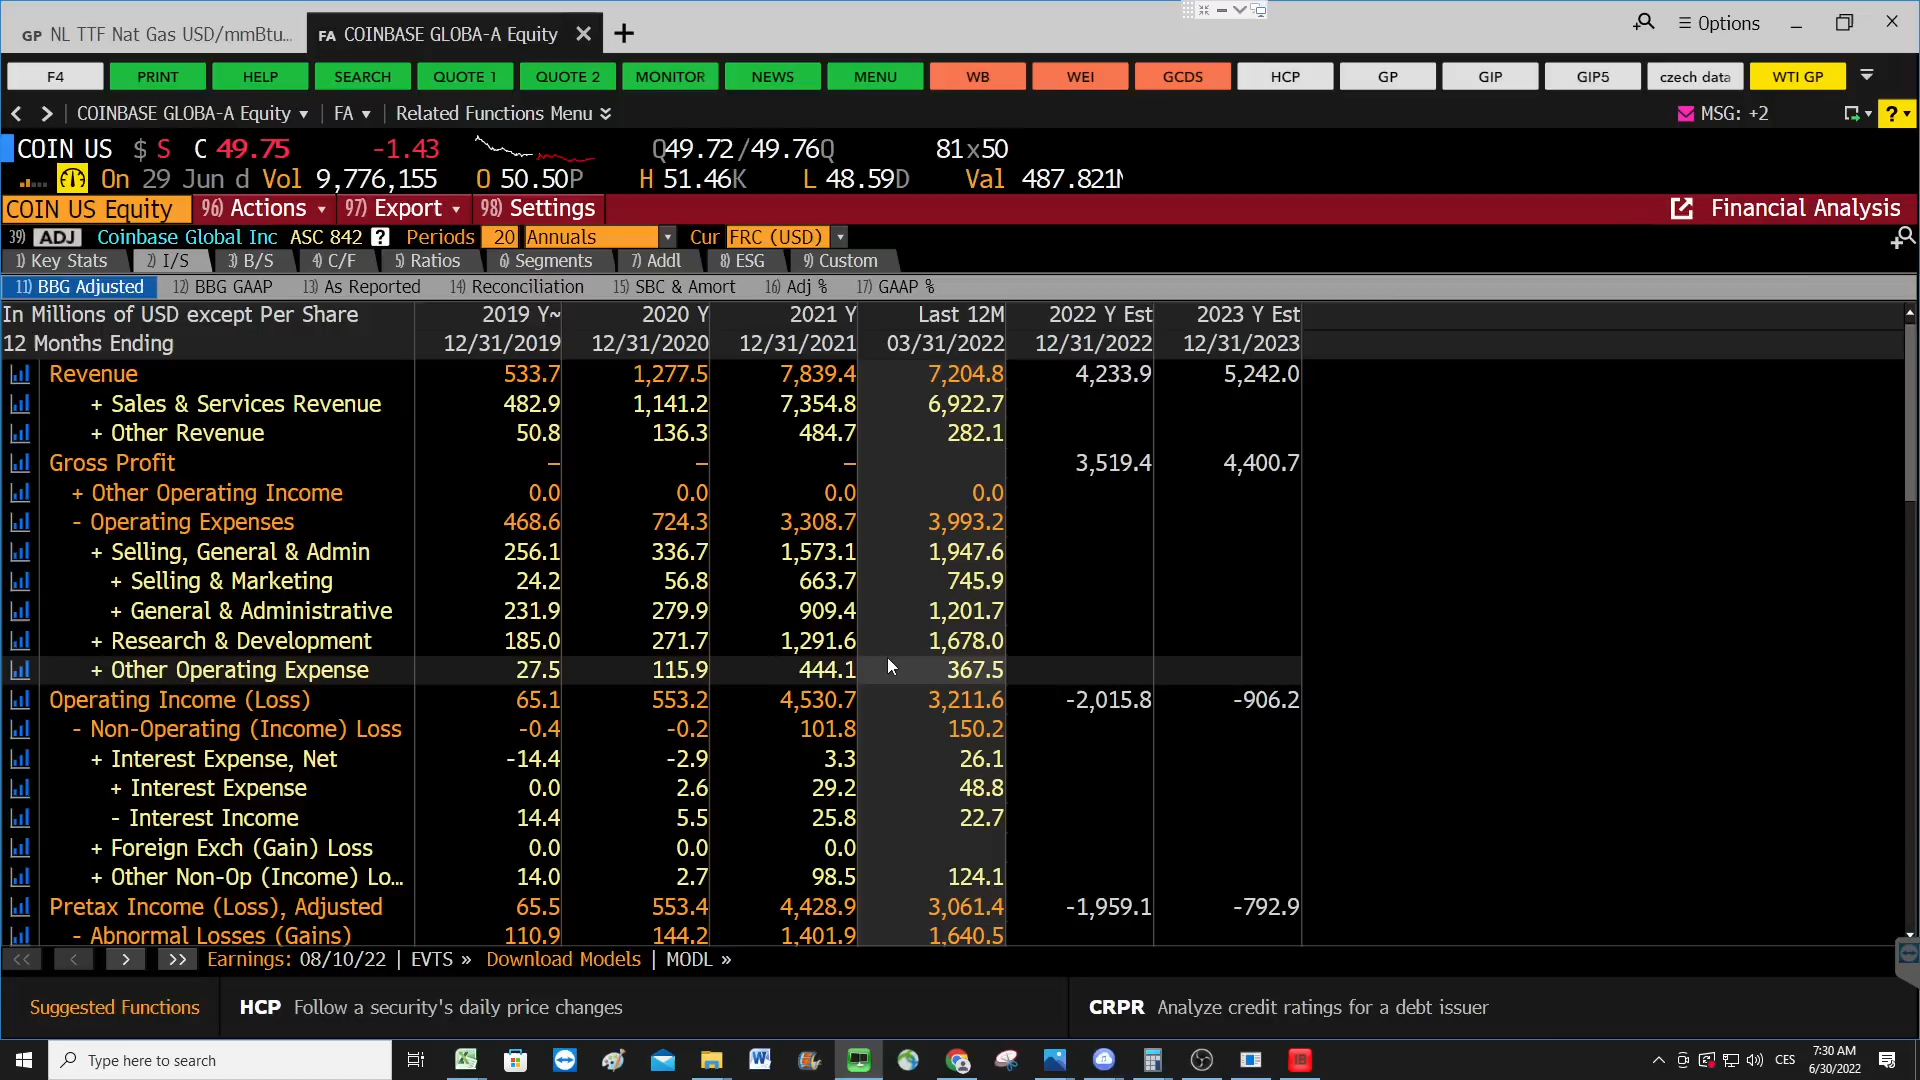 GP NL TTF Nat Gas USD/mmBtu... FA COINBASE GLOBA-A Equity Options
F4 PRINT HELP SEARCH QUOTE 1 QUOTE 2 MONITOR NEWS MENU WB WEI GCDS HCP GP GIP GIP5 czech data WTI GP
COINBASE GLOBA-A Equity FA Related Functions Menu MSG: +2 ?
COIN US $ S C 49.75 -1.43 Q49.72/49.76Q 81x50
On 29 Jun d Vol 9,776,155 O 50.50P H 51.46K L 48.59D Val 487.821M
COIN US Equity 96) Actions 97) Export 98) Settings Financial Analysis
39) ADJ Coinbase Global Inc ASC 842 ? Periods 20 Annuals Cur FRC (USD)
1) Key Stats 2) I/S 3) B/S 4) C/F 5) Ratios 6) Segments 7) Addl 8) ESG 9) Custom
11) BBG Adjusted 12) BBG GAAP 13) As Reported 14) Reconciliation 15) SBC & Amort 16) Adj % 17) GAAP %
In Millions of USD except Per Share 2019 Y~ 2020 Y 2021 Y Last 12M 2022 Y Est 2023 Y Est
12 Months Ending 12/31/2019 12/31/2020 12/31/2021 03/31/2022 12/31/2022 12/31/2023
Revenue 533.7 1,277.5 7,839.4 7,204.8 4,233.9 5,242.0
+ Sales & Services Revenue 482.9 1,141.2 7,354.8 6,922.7
+ Other Revenue 50.8 136.3 484.7 282.1
Gross Profit – – – 3,519.4 4,400.7
+ Other Operating Income 0.0 0.0 0.0 0.0
- Operating Expenses 468.6 724.3 3,308.7 3,993.2
+ Selling, General & Admin 256.1 336.7 1,573.1 1,947.6
+ Selling & Marketing 24.2 56.8 663.7 745.9
+ General & Administrative 231.9 279.9 909.4 1,201.7
+ Research & Development 185.0 271.7 1,291.6 1,678.0
+ Other Operating Expense 27.5 115.9 444.1 367.5
Operating Income (Loss) 65.1 553.2 4,530.7 3,211.6 -2,015.8 -906.2
- Non-Operating (Income) Loss -0.4 -0.2 101.8 150.2
+ Interest Expense, Net -14.4 -2.9 3.3 26.1
+ Interest Expense 0.0 2.6 29.2 48.8
- Interest Income 14.4 5.5 25.8 22.7
+ Foreign Exch (Gain) Loss 0.0 0.0 0.0
+ Other Non-Op (Income) Lo... 14.0 2.7 98.5 124.1
Pretax Income (Loss), Adjusted 65.5 553.4 4,428.9 3,061.4 -1,959.1 -792.9
- Abnormal Losses (Gains) 110.9 144.2 1,401.9 1,640.5
<< < > >> Earnings: 08/10/22 | EVTS » Download Models | MODL »
Suggested Functions HCP Follow a security's daily price changes CRPR Analyze credit ratings for a debt issuer
Type here to search CES 7:30 AM
6/30/2022